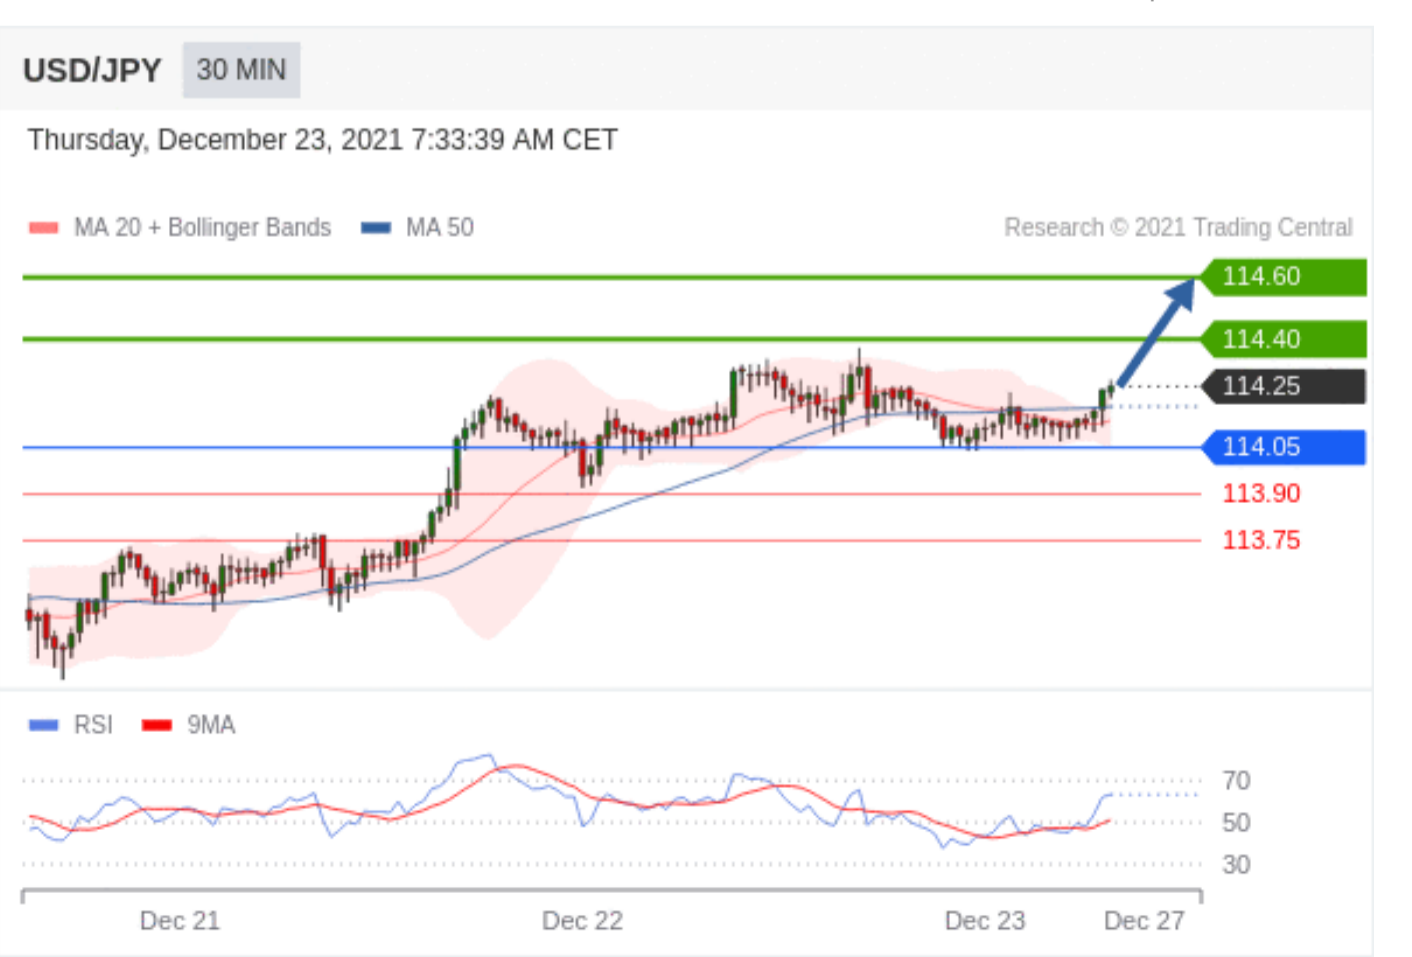 USD/JPY 30 MIN
Thursday, December 23, 2021 7:33:39 AM CET
MA 20 + Bollinger Bands MA 50 Research © 2021 Trading Central
114.60
114.40
114.25
114.05
113.90
113.75
RSI 9MA
70
50
30
Dec 21 Dec 22 Dec 23 Dec 27